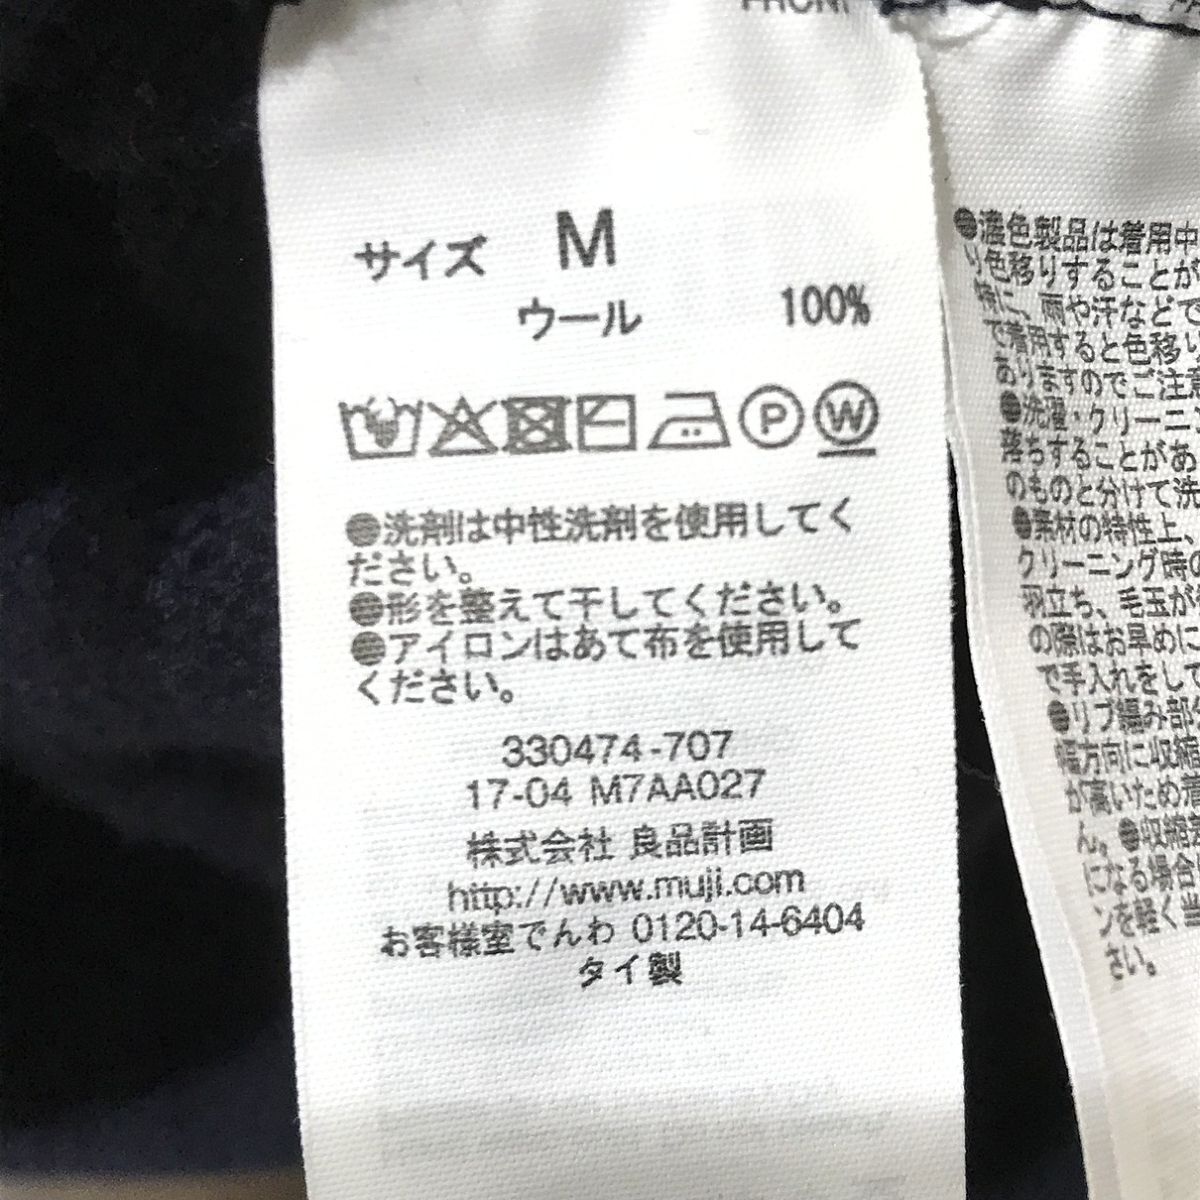 FRONT
サイズ M
ウール 100%
P W
●洗剤は中性洗剤を使用してく
ださい。
●形を整えて干してください。
●アイロンはあて布を使用して
ください。
330474-707
17-04 M7AA027
株式会社 良品計画
http://www.muji.com
お客様室でんわ 0120-14-6404
タイ製
●濃色製品は着用中
り色移りすることが
に雨や汗などで
で着用すると色移り
ありますのでご注意
●洗濯・クリーニン
落ちすることがあ
のものと分けて洗
●素材の特性上、
クリーニング時の
羽立ち、毛玉が
の際はお早めに
で手入れをして
●リブ編み部分
幅方向に収縮
が高いため着
ん。●収縮
になる場合
ンを軽く当
さい。